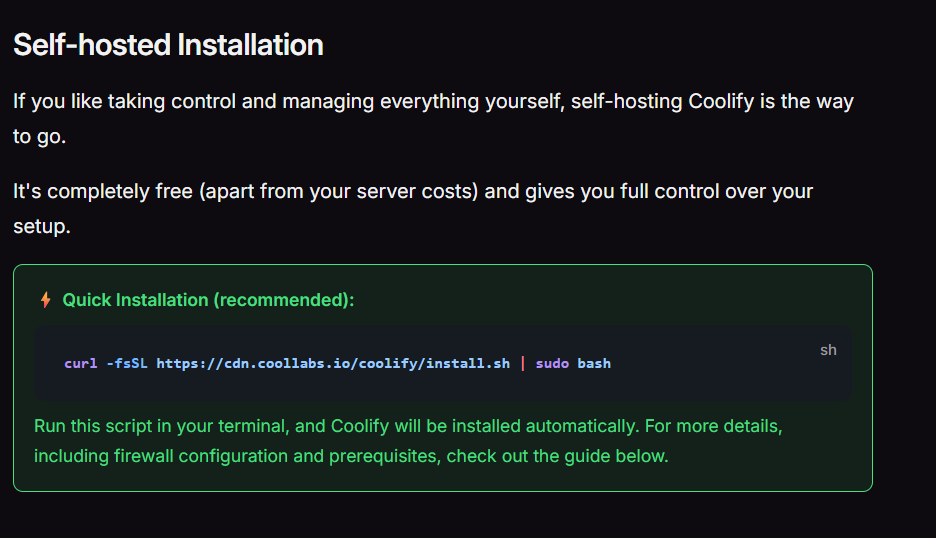 Self-hosted Installation
If you like taking control and managing everything yourself, self-hosting Coolify is the way
to go.
It's completely free (apart from your server costs) and gives you full control over your
setup.
Quick Installation (recommended):
sh
curl -fsSL https://cdn.coollabs.io/coolify/install.sh | sudo bash
Run this script in your terminal, and Coolify will be installed automatically. For more details,
including firewall configuration and prerequisites, check out the guide below.